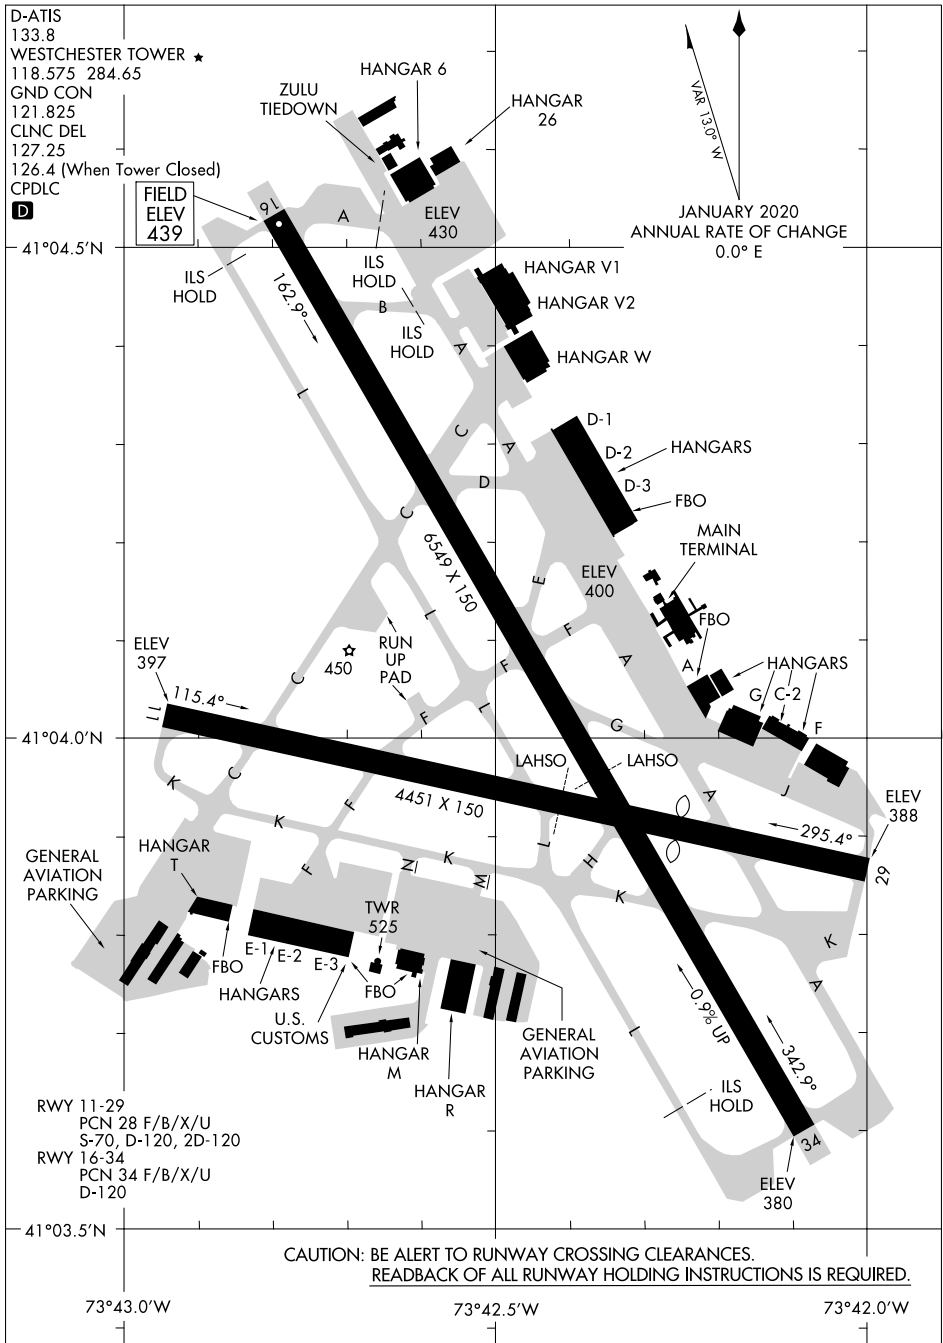 D-ATIS
133.8
WESTCHESTER TOWER
118.575 284.65
GND CON
121.825
CLNC DEL
127.25
126.4 (When Tower Closed)
CPDLC
D
FIELD
ELEV
439
ZULU
TIEDOWN
HANGAR 6
HANGAR
26
VAR 13.0° W
JANUARY 2020
ANNUAL RATE OF CHANGE
0.0° E
16
A
ELEV
430
41°04.5'N
ILS
HOLD
ILS
HOLD
162.9°
B
ILS
HOLD
A
HANGAR V1
HANGAR V2
HANGAR W
L
C
A
D-1
D-2
D-3
HANGARS
FBO
D
C
6549 X 150
MAIN
TERMINAL
ELEV
400
E
L
F
FBO
RUN
UP
PAD
450
ELEV
397
F
A
A
HANGARS
G
C-2
F
C
115.4°
11
F
L
G
41°04.0'N
LAHSO
LAHSO
K
C
F
4451 X 150
A
J
ELEV
388
295.4°
29
K
L
H
K
GENERAL
AVIATION
PARKING
HANGAR
T
F
N
K
M
K
TWR
525
E-1
E-2
E-3
FBO
HANGARS
U.S.
CUSTOMS
FBO
HANGAR
M
HANGAR
R
GENERAL
AVIATION
PARKING
0.9% UP
K
A
L
342.9°
ILS
HOLD
34
ELEV
380
RWY 11-29
PCN 28 F/B/X/U
S-70, D-120, 2D-120
RWY 16-34
PCN 34 F/B/X/U
D-120
41°03.5'N
CAUTION: BE ALERT TO RUNWAY CROSSING CLEARANCES.
READBACK OF ALL RUNWAY HOLDING INSTRUCTIONS IS REQUIRED.
73°43.0'W
73°42.5'W
73°42.0'W